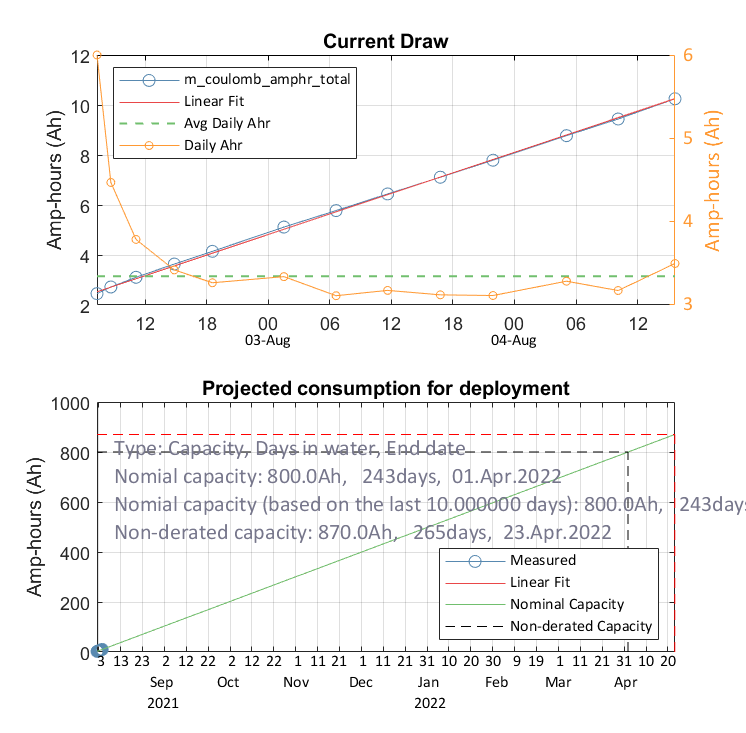 Current Draw
12
10
8
6
4
2
Amp-hours (Ah)
m_coulomb_amphr_total
Linear Fit
Avg Daily Ahr
Daily Ahr
6
5
4
3
Amp-hours (Ah)
12 18 00 06 12 18 00 06 12
03-Aug 04-Aug
Projected consumption for deployment
1000
800
600
400
200
0
Amp-hours (Ah)
Type: Capacity, Days in water, End date
Nomial capacity: 800.0Ah, 243days, 01.Apr.2022
Nomial capacity (based on the last 10.000000 days): 800.0Ah, 243days
Non-derated capacity: 870.0Ah, 265days, 23.Apr.2022
Measured
Linear Fit
Nominal Capacity
Non-derated Capacity
3 13 23 2 12 22 2 12 22 1 11 21 1 11 21 31 10 20 30 9 19 1 11 21 31 10 20
Sep Oct Nov Dec Jan Feb Mar Apr
2021 2022